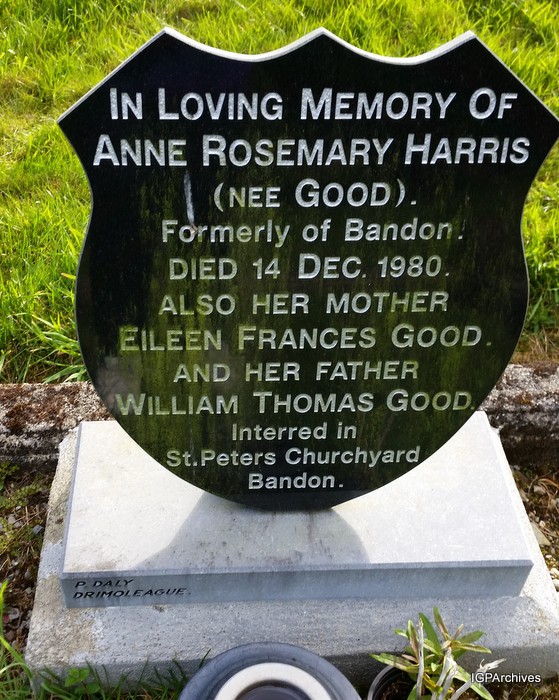 IN LOVING MEMORY OF
ANNE ROSEMARY HARRIS
(NEE GOOD).
Formerly of Bandon.
DIED 14 DEC. 1980.
ALSO HER MOTHER
EILEEN FRANCES GOOD.
AND HER FATHER
WILLIAM THOMAS GOOD.
Interred in
St.Peters Churchyard
Bandon.
P. DALY
DRIMOLEAGUE.
IGPArchives